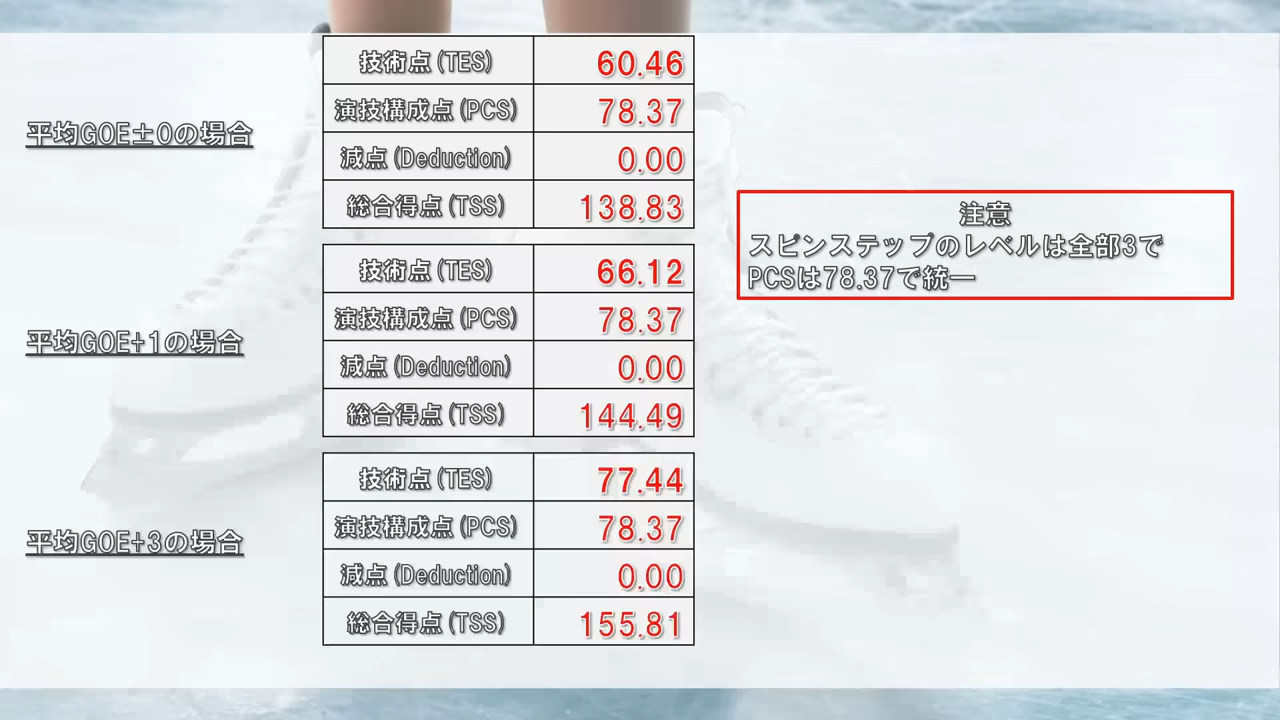 平均GOE±0の場合
技術点(TES) 60.46
演技構成点(PCS) 78.37
減点(Deduction) 0.00
総合得点(TSS) 138.83
平均GOE+1の場合
技術点(TES) 66.12
演技構成点(PCS) 78.37
減点(Deduction) 0.00
総合得点(TSS) 144.49
平均GOE+3の場合
技術点(TES) 77.44
演技構成点(PCS) 78.37
減点(Deduction) 0.00
総合得点(TSS) 155.81
注意
スピンステップのレベルは全部3で
PCSは78.37で統一